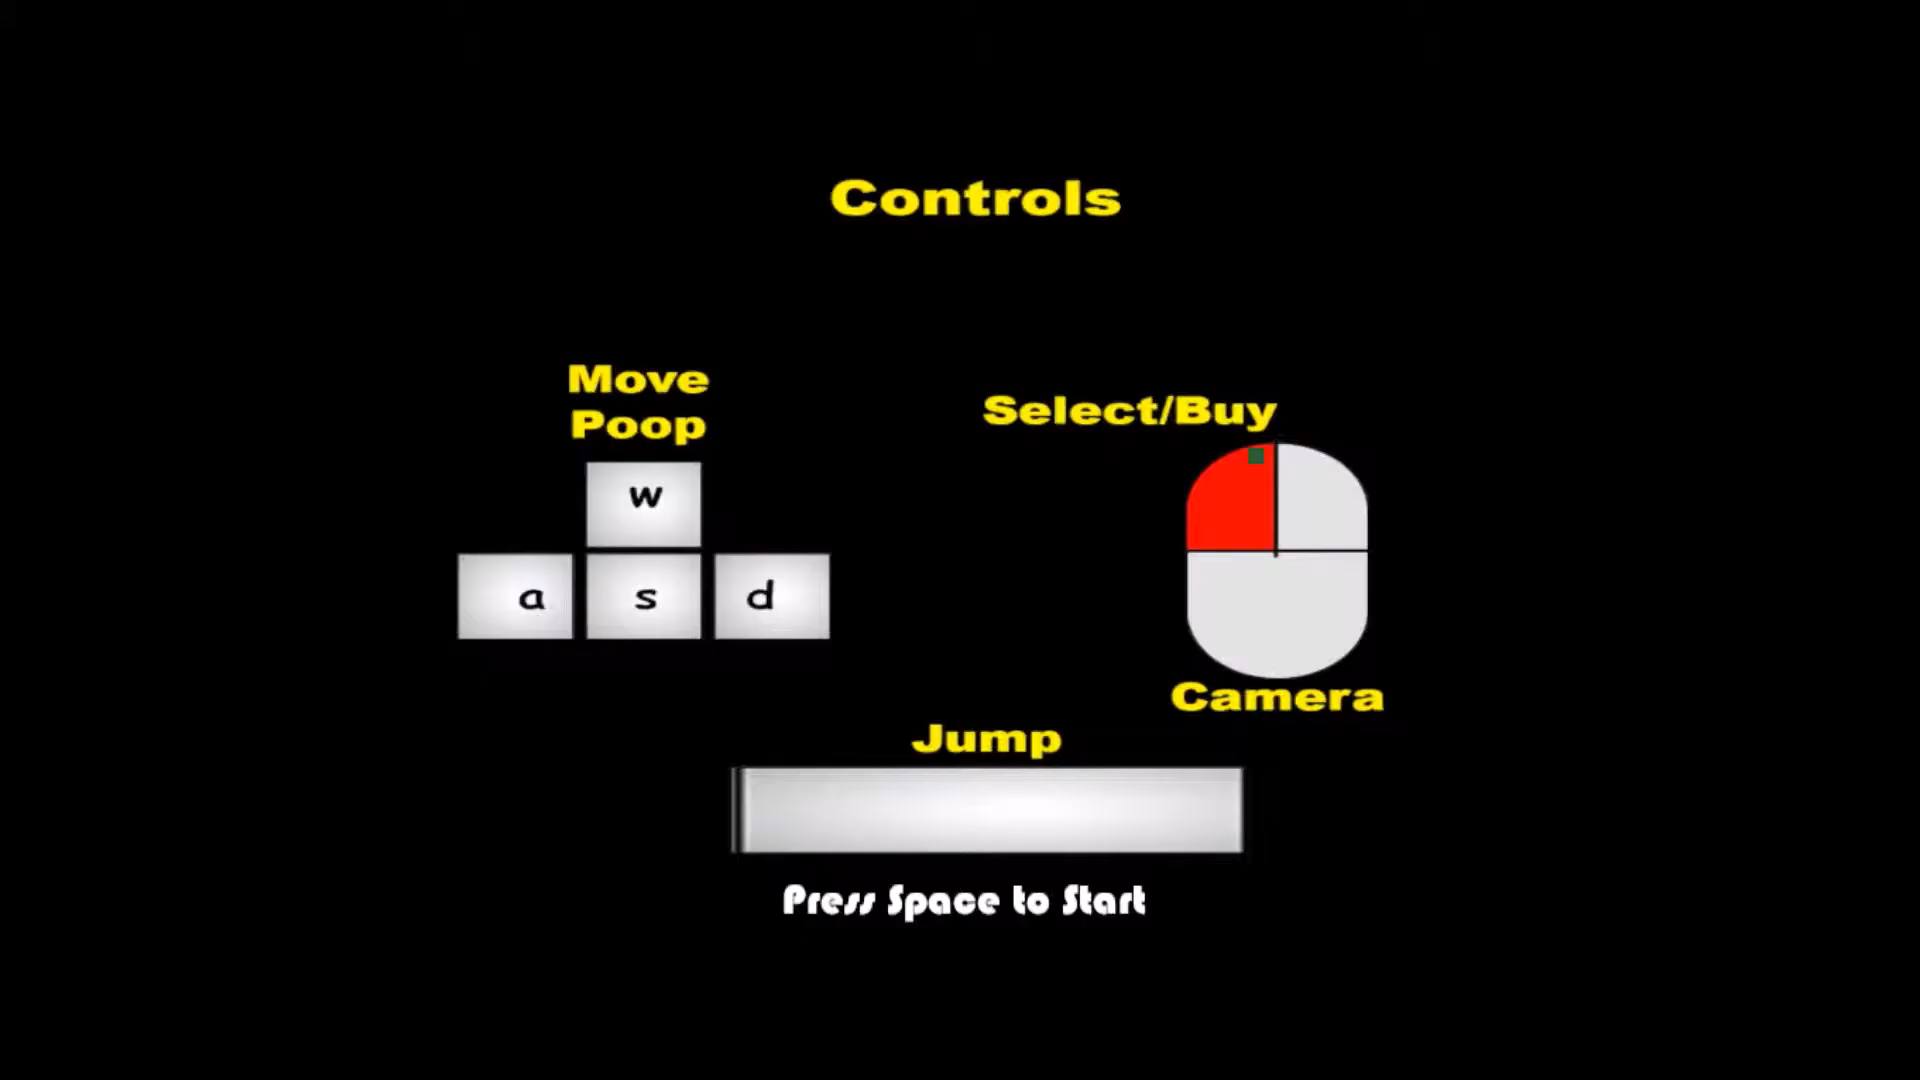 Controls
Move
Poop
Select/Buy
w
a s d
Camera
Jump
Press Space to Start